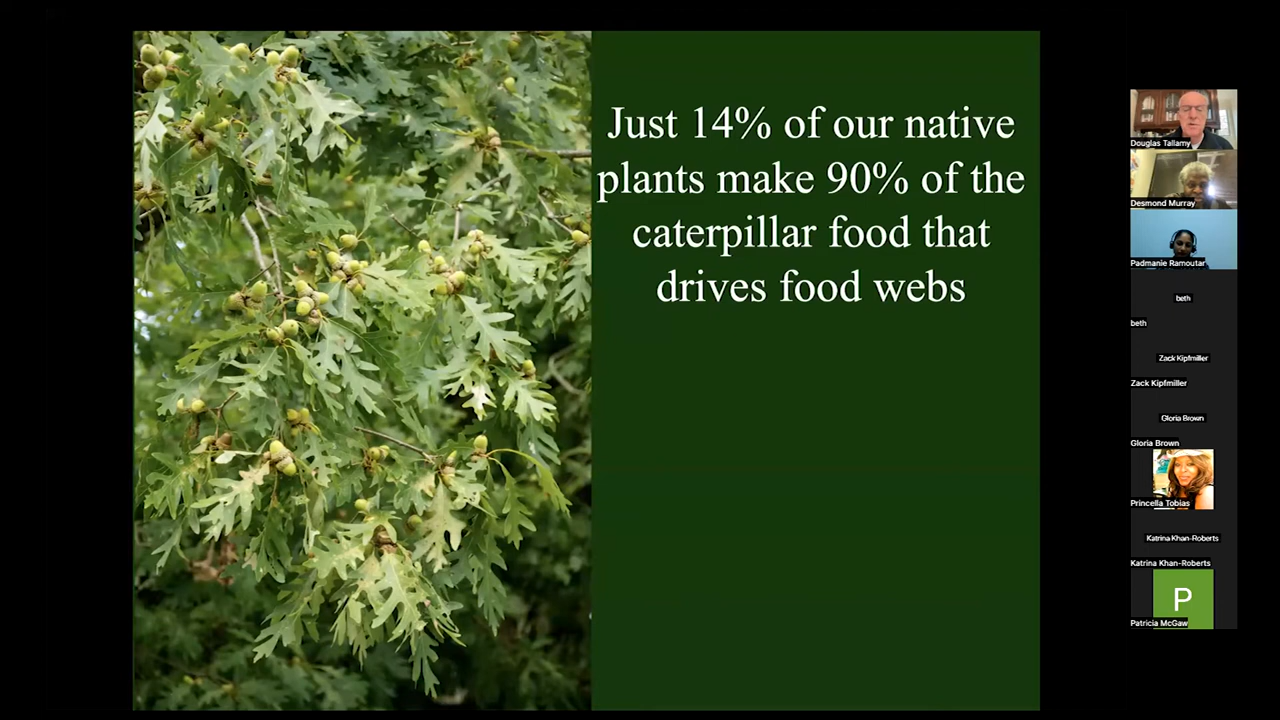 Just 14% of our native
plants make 90% of the
caterpillar food that
drives food webs
Douglas Tallamy
Desmond Murray
Padmanie Ramoutar
beth
beth
Zack Kipfmiller
Zack Kipfmiller
Gloria Brown
Gloria Brown
Princella Tobias
Katrina Khan-Roberts
Katrina Khan-Roberts
P
Patricia McGaw